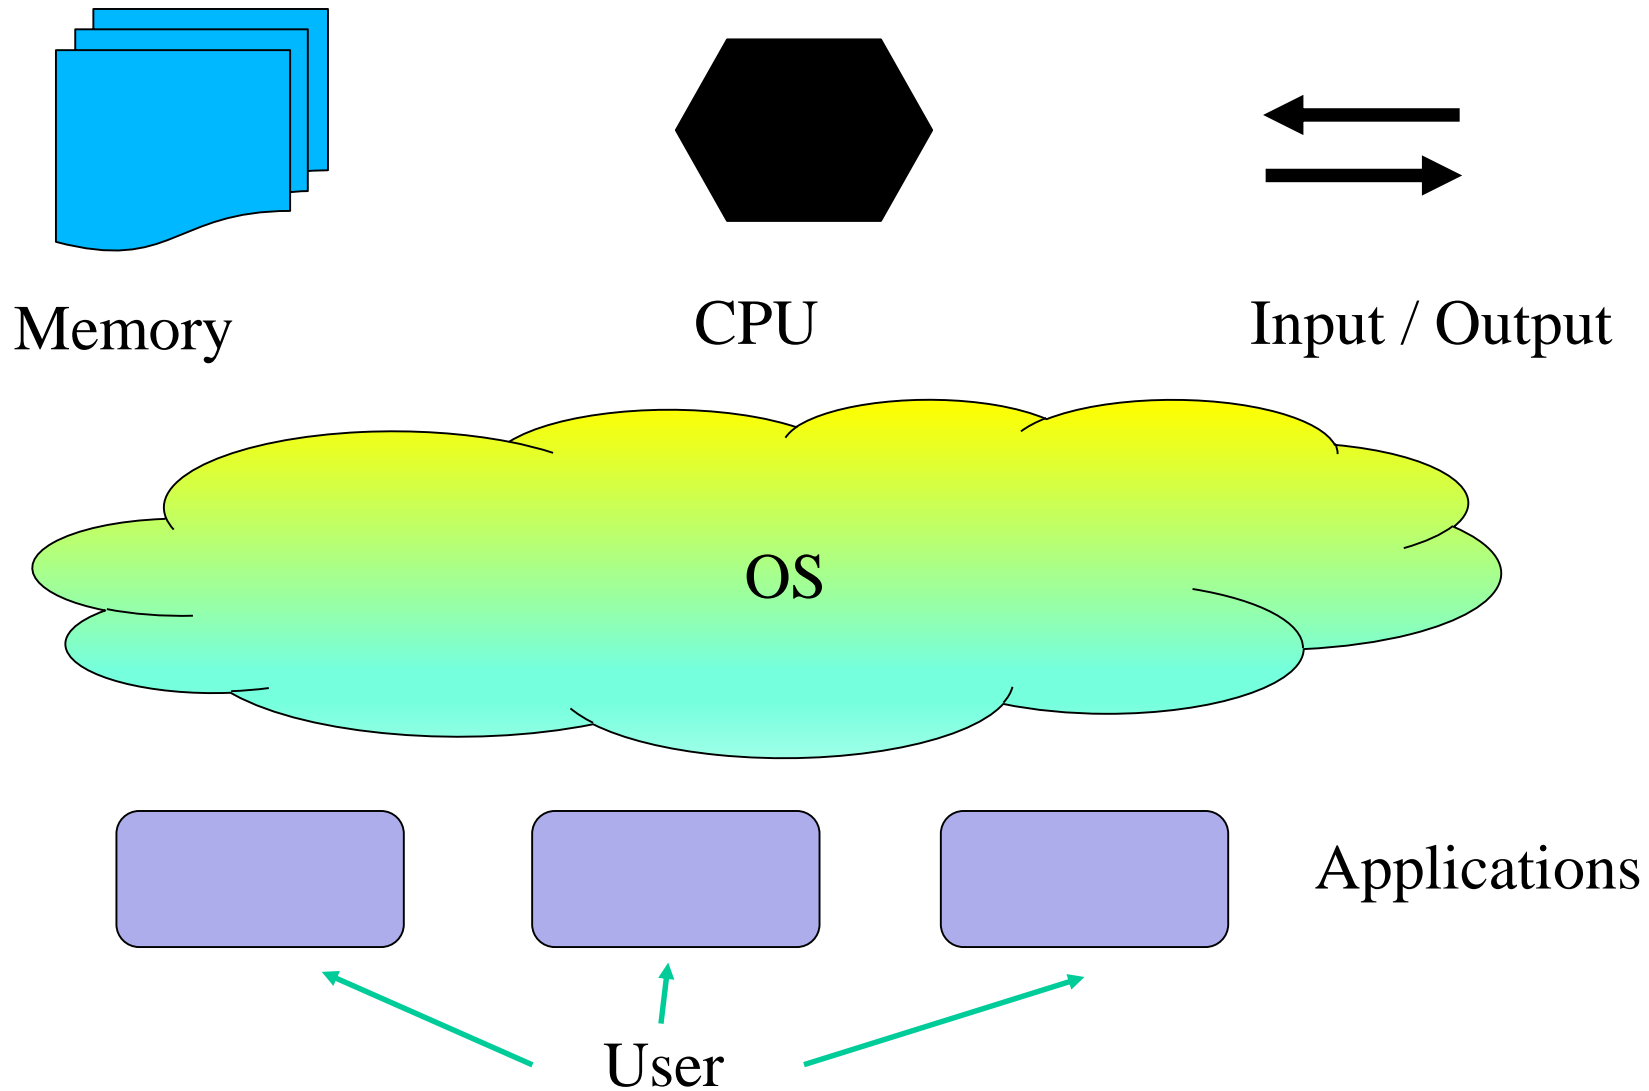 Memory
CPU
Input / Output
OS
Applications
User